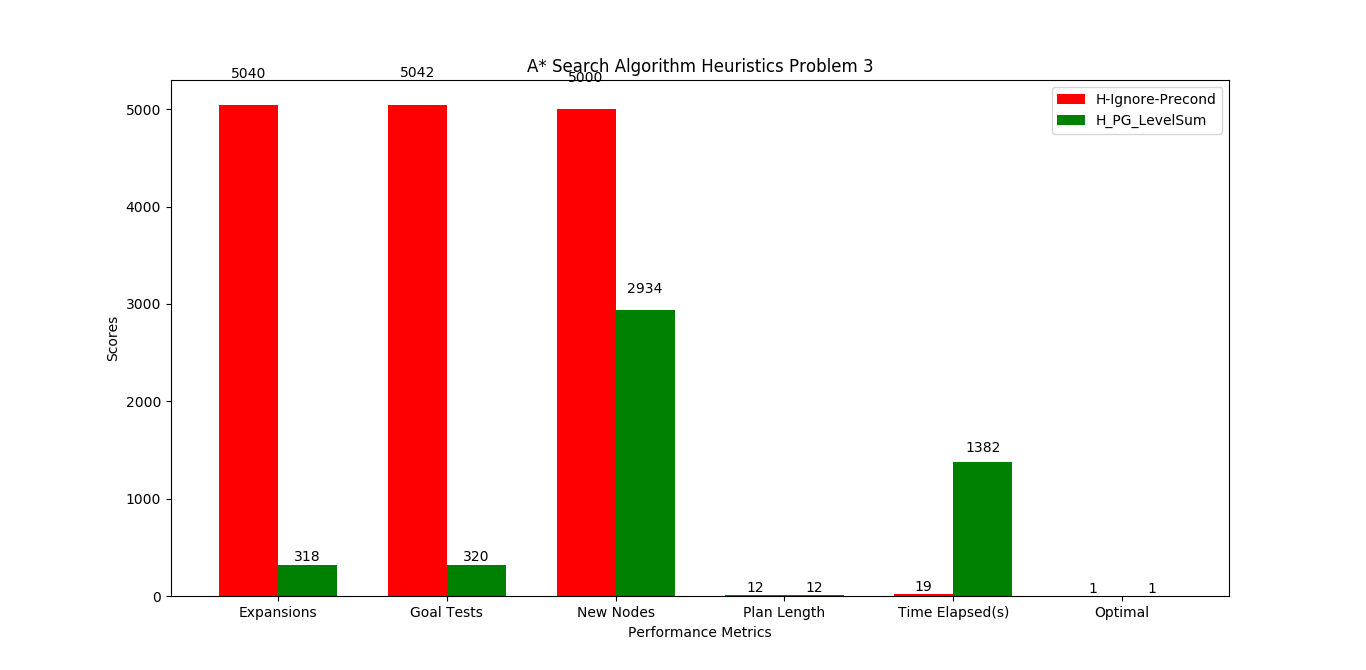 A* Search Algorithm Heuristics Problem 3
5040
5042
5000
H-Ignore-Precond
H_PG_LevelSum
5000
4000
3000
2000
1000
0
Scores
318
320
2934
12
12
19
1382
1
1
Expansions
Goal Tests
New Nodes
Plan Length
Time Elapsed(s)
Optimal
Performance Metrics